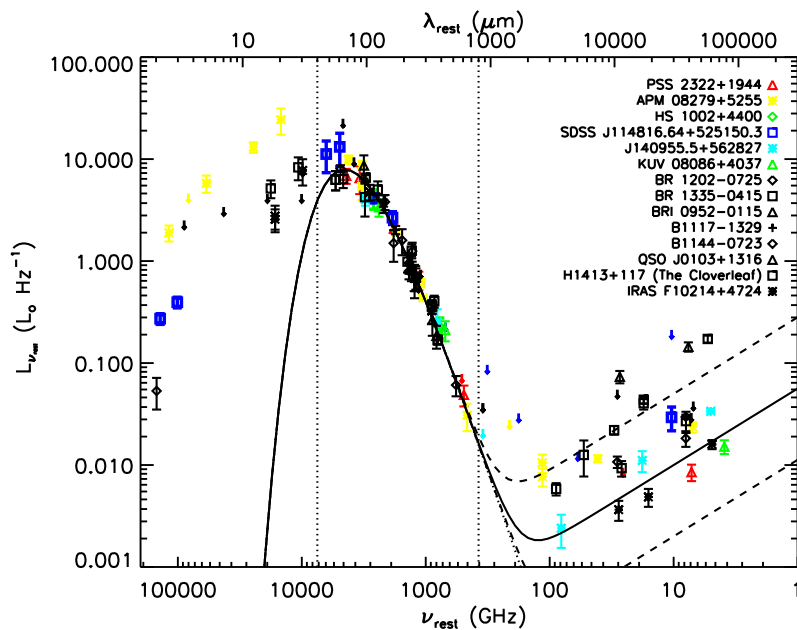 λrest (μm)
10 100 1000 10000 100000
100.000
10.000
1.000
0.100
0.010
0.001
Lνrest (Lo Hz-1)
PSS 2322+1944
APM 08279+5255
HS 1002+4400
SDSS J114816.64+525150.3
J140955.5+562827
KUV 08086+4037
BR 1202-0725
BR 1335-0415
BRI 0952-0115
B1117-1329
B1144-0723
QSO J0103+1316
H1413+117 (The Cloverleaf)
IRAS F10214+4724
100000 10000 1000 100 10 1
νrest (GHz)